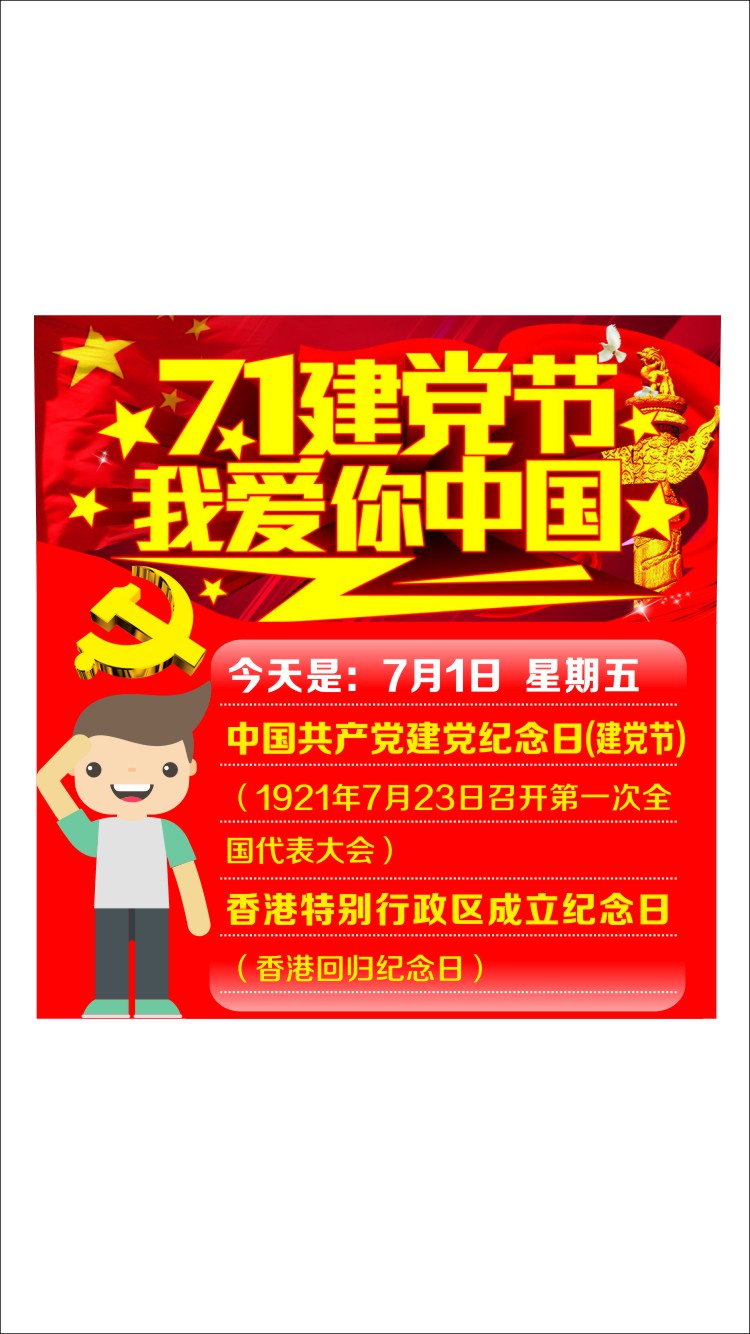 7.1建党节
我爱你中国
今天是：7月1日 星期五
中国共产党建党纪念日(建党节)
（1921年7月23日召开第一次全
国代表大会）
香港特别行政区成立纪念日
（香港回归纪念日）